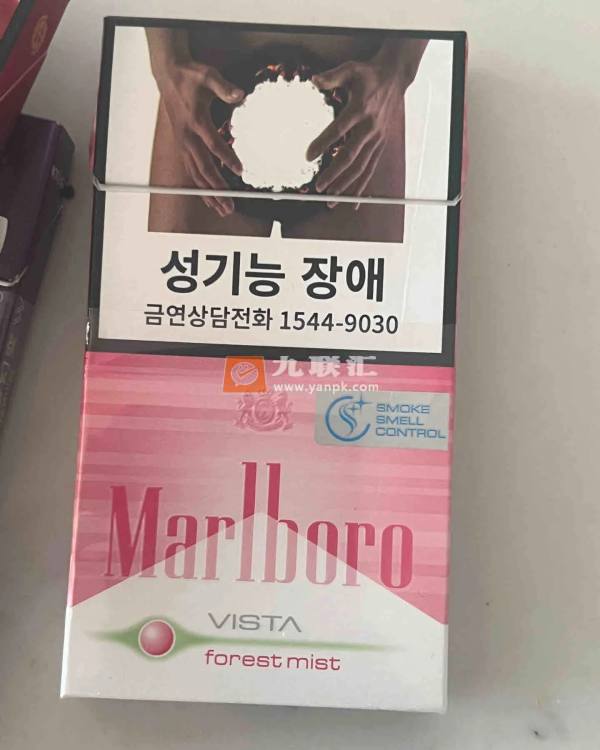 성기능 장애
금연상담전화 1544-9030
九联汇
www.yanpk.com
SMOKE
SMELL
CONTROL
Marlboro
VISTA
forest mist